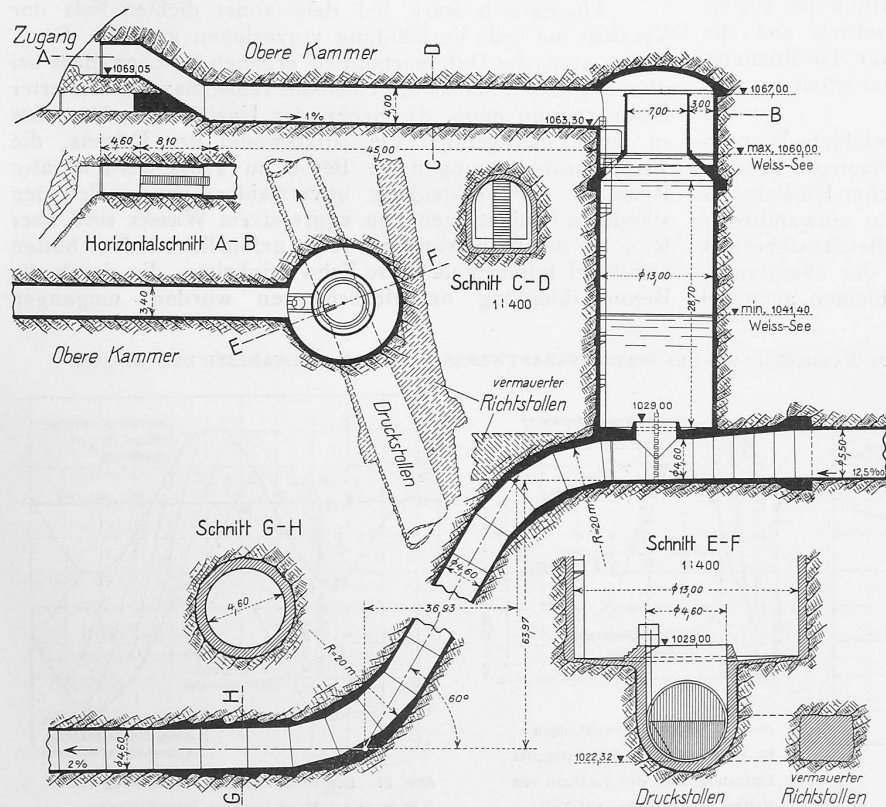 Zugang
A
1069,05
Obere Kammer
D
C
4,00
1%
1063,30
7,00
3,00
1067,00
B
max. 1060,00
Weiss-See
4,60
8,10
45,00
Horizontalschnitt A-B
Schnitt C-D
1:400
ϕ13,00
28,70
min. 1041,40
Weiss-See
3,40
F
E
Obere Kammer
Druckstollen
vermauerter
Richtstollen
1029,00
ϕ4,60
ϕ5,50
12,5‰
R=20m
Schnitt G-H
4,60
ϕ4,60
36,93
63,97
R=20m
60°
H
G
ϕ4,60
2%
Schnitt E-F
1:400
ϕ13,00
ϕ4,60
1029,00
1022,32
Druckstollen
vermauerter
Richtstollen